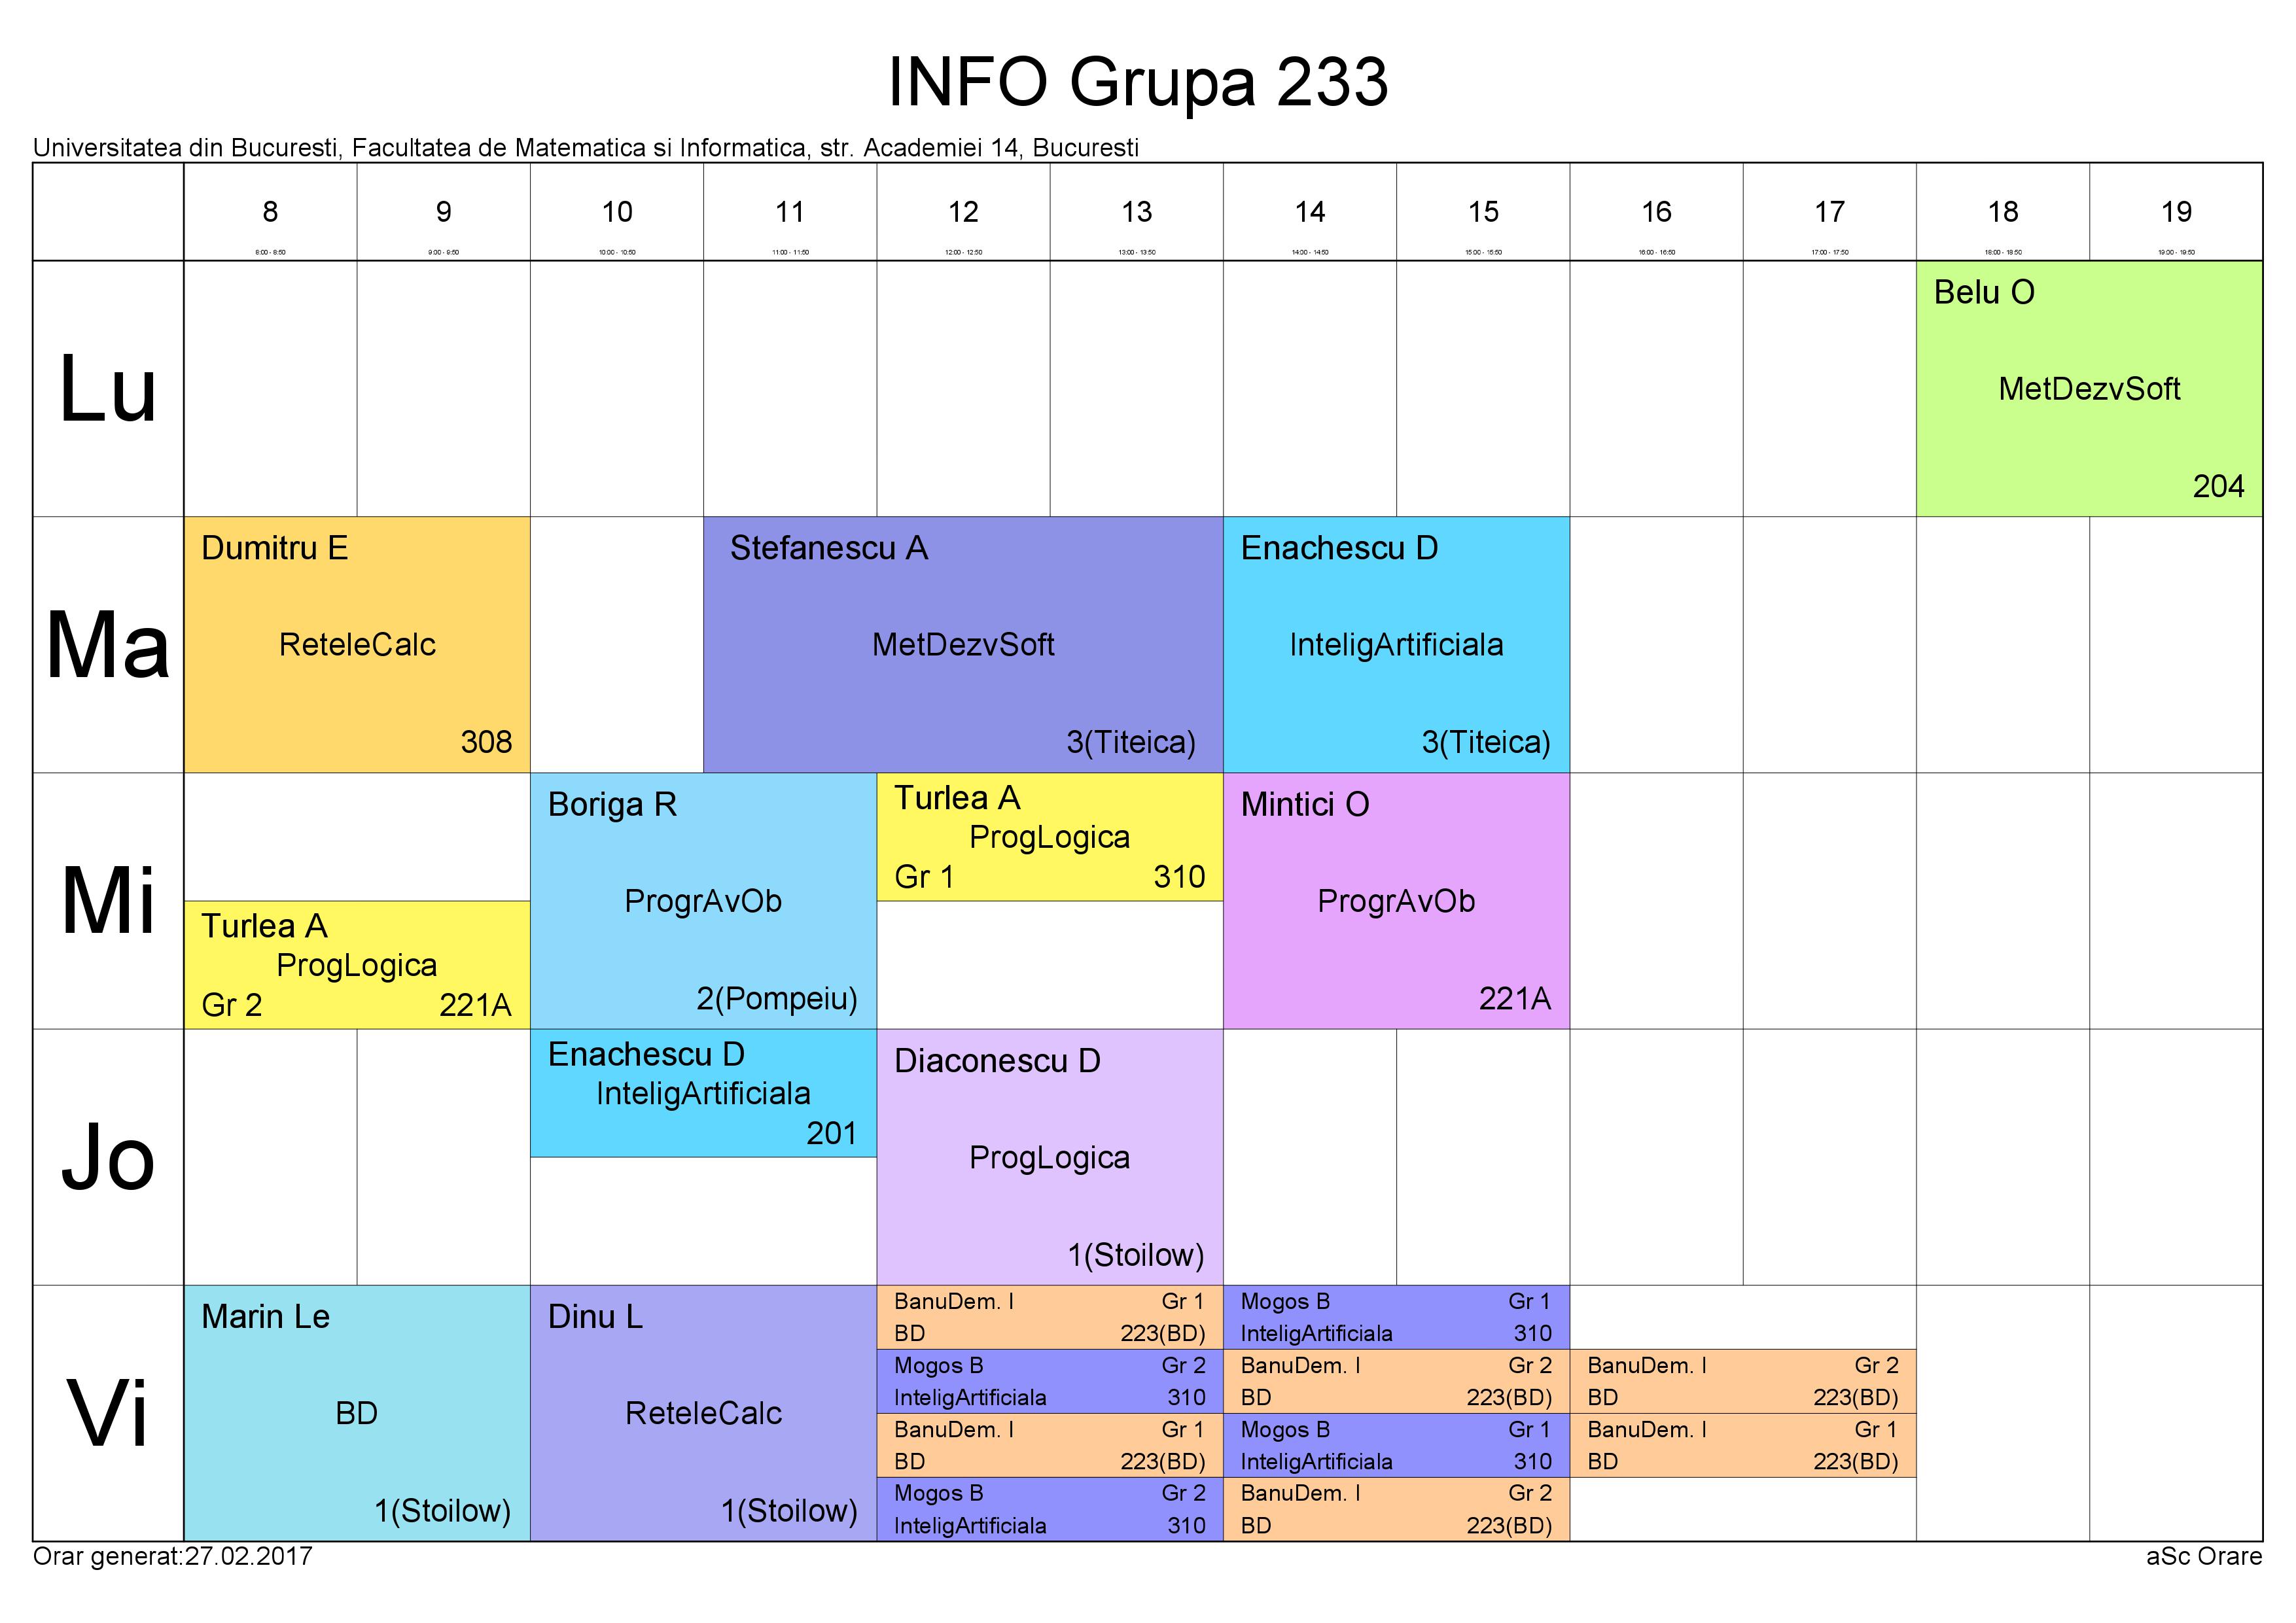 INFO Grupa 233
Universitatea din Bucuresti, Facultatea de Matematica si Informatica, str. Academiei 14, Bucuresti
8 9 10 11 12 13 14 15 16 17 18 19
8:00 - 8:50 9:00 - 9:50 10:00 - 10:50 11:00 - 11:50 12:00 - 12:50 13:00 - 13:50 14:00 - 14:50 15:00 - 15:50 16:00 - 16:50 17:00 - 17:50 18:00 - 18:50 19:00 - 19:50
Lu
Belu O
MetDezvSoft
204
Ma
Dumitru E
ReteleCalc
308
Stefanescu A
MetDezvSoft
3(Titeica)
Enachescu D
InteligArtificiala
3(Titeica)
Mi
Turlea A
ProgLogica
Gr 2 221A
Boriga R
ProgrAvOb
2(Pompeiu)
Turlea A
ProgLogica
Gr 1 310
Mintici O
ProgrAvOb
221A
Jo
Enachescu D
InteligArtificiala
201
Diaconescu D
ProgLogica
1(Stoilow)
Vi
Marin Le
BD
1(Stoilow)
Dinu L
ReteleCalc
1(Stoilow)
BanuDem. I Gr 1
BD 223(BD)
Mogos B Gr 2
InteligArtificiala 310
BanuDem. I Gr 1
BD 223(BD)
Mogos B Gr 2
InteligArtificiala 310
Mogos B Gr 1
InteligArtificiala 310
BanuDem. I Gr 2
BD 223(BD)
Mogos B Gr 1
InteligArtificiala 310
BanuDem. I Gr 2
BD 223(BD)
BanuDem. I Gr 2
BD 223(BD)
BanuDem. I Gr 1
BD 223(BD)
Orar generat:27.02.2017
aSc Orare